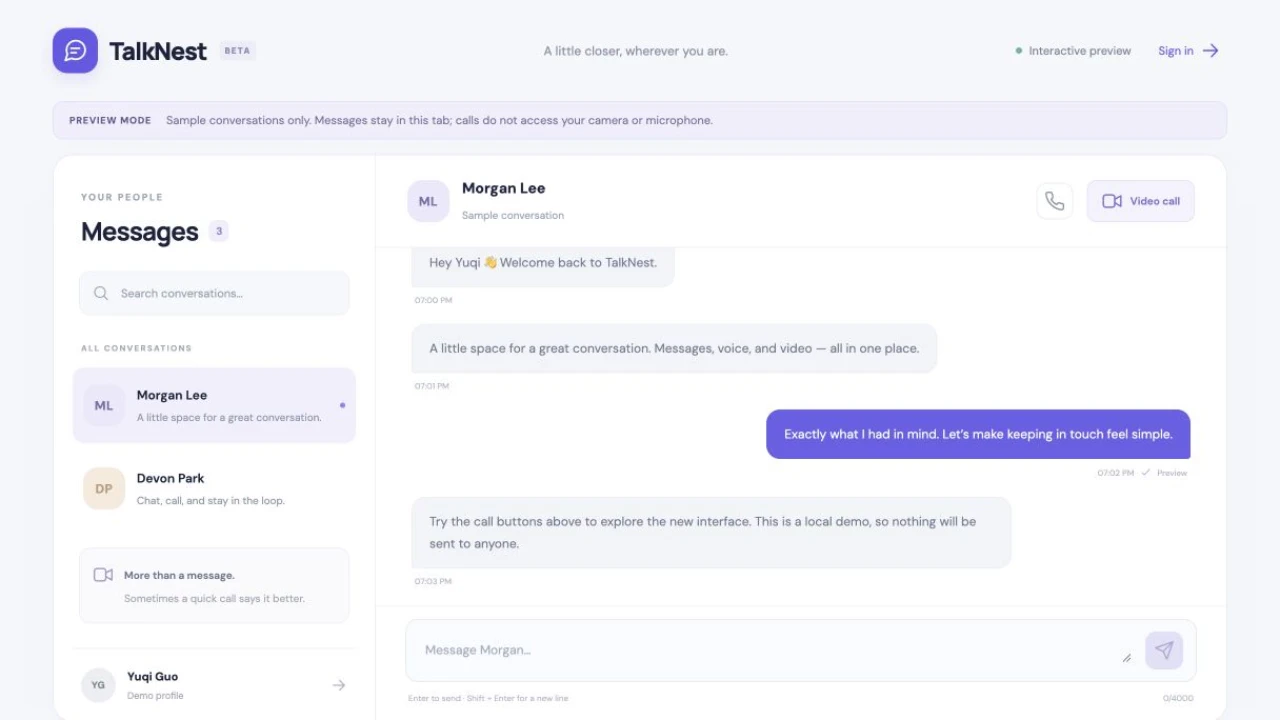 TalkNest BETA
A little closer, wherever you are.
Interactive preview
Sign in
PREVIEW MODE Sample conversations only. Messages stay in this tab; calls do not access your camera or microphone.
YOUR PEOPLE
Messages 3
Search conversations...
ALL CONVERSATIONS
ML
Morgan Lee
A little space for a great conversation.
DP
Devon Park
Chat, call, and stay in the loop.
More than a message.
Sometimes a quick call says it better.
YG
Yuqi Guo
Demo profile
ML
Morgan Lee
Sample conversation
Video call
Hey Yuqi 👋 Welcome back to TalkNest.
07:00 PM
A little space for a great conversation. Messages, voice, and video — all in one place.
07:01 PM
Exactly what I had in mind. Let's make keeping in touch feel simple.
07:02 PM ✓ Preview
Try the call buttons above to explore the new interface. This is a local demo, so nothing will be
sent to anyone.
07:03 PM
Message Morgan...
Enter to send · Shift + Enter for a new line
0/4000